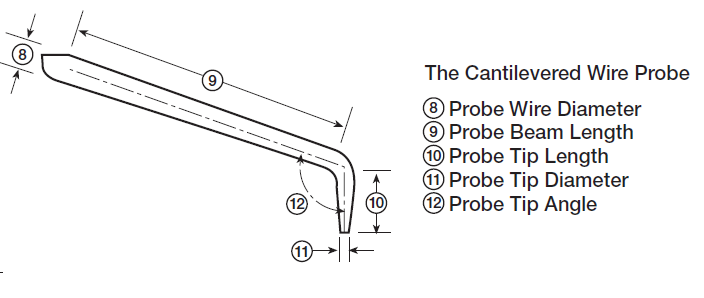 The Cantilevered Wire Probe
⑧ Probe Wire Diameter
⑨ Probe Beam Length
⑩ Probe Tip Length
⑪ Probe Tip Diameter
⑫ Probe Tip Angle
⑧
⑨
⑫
⑩
⑪